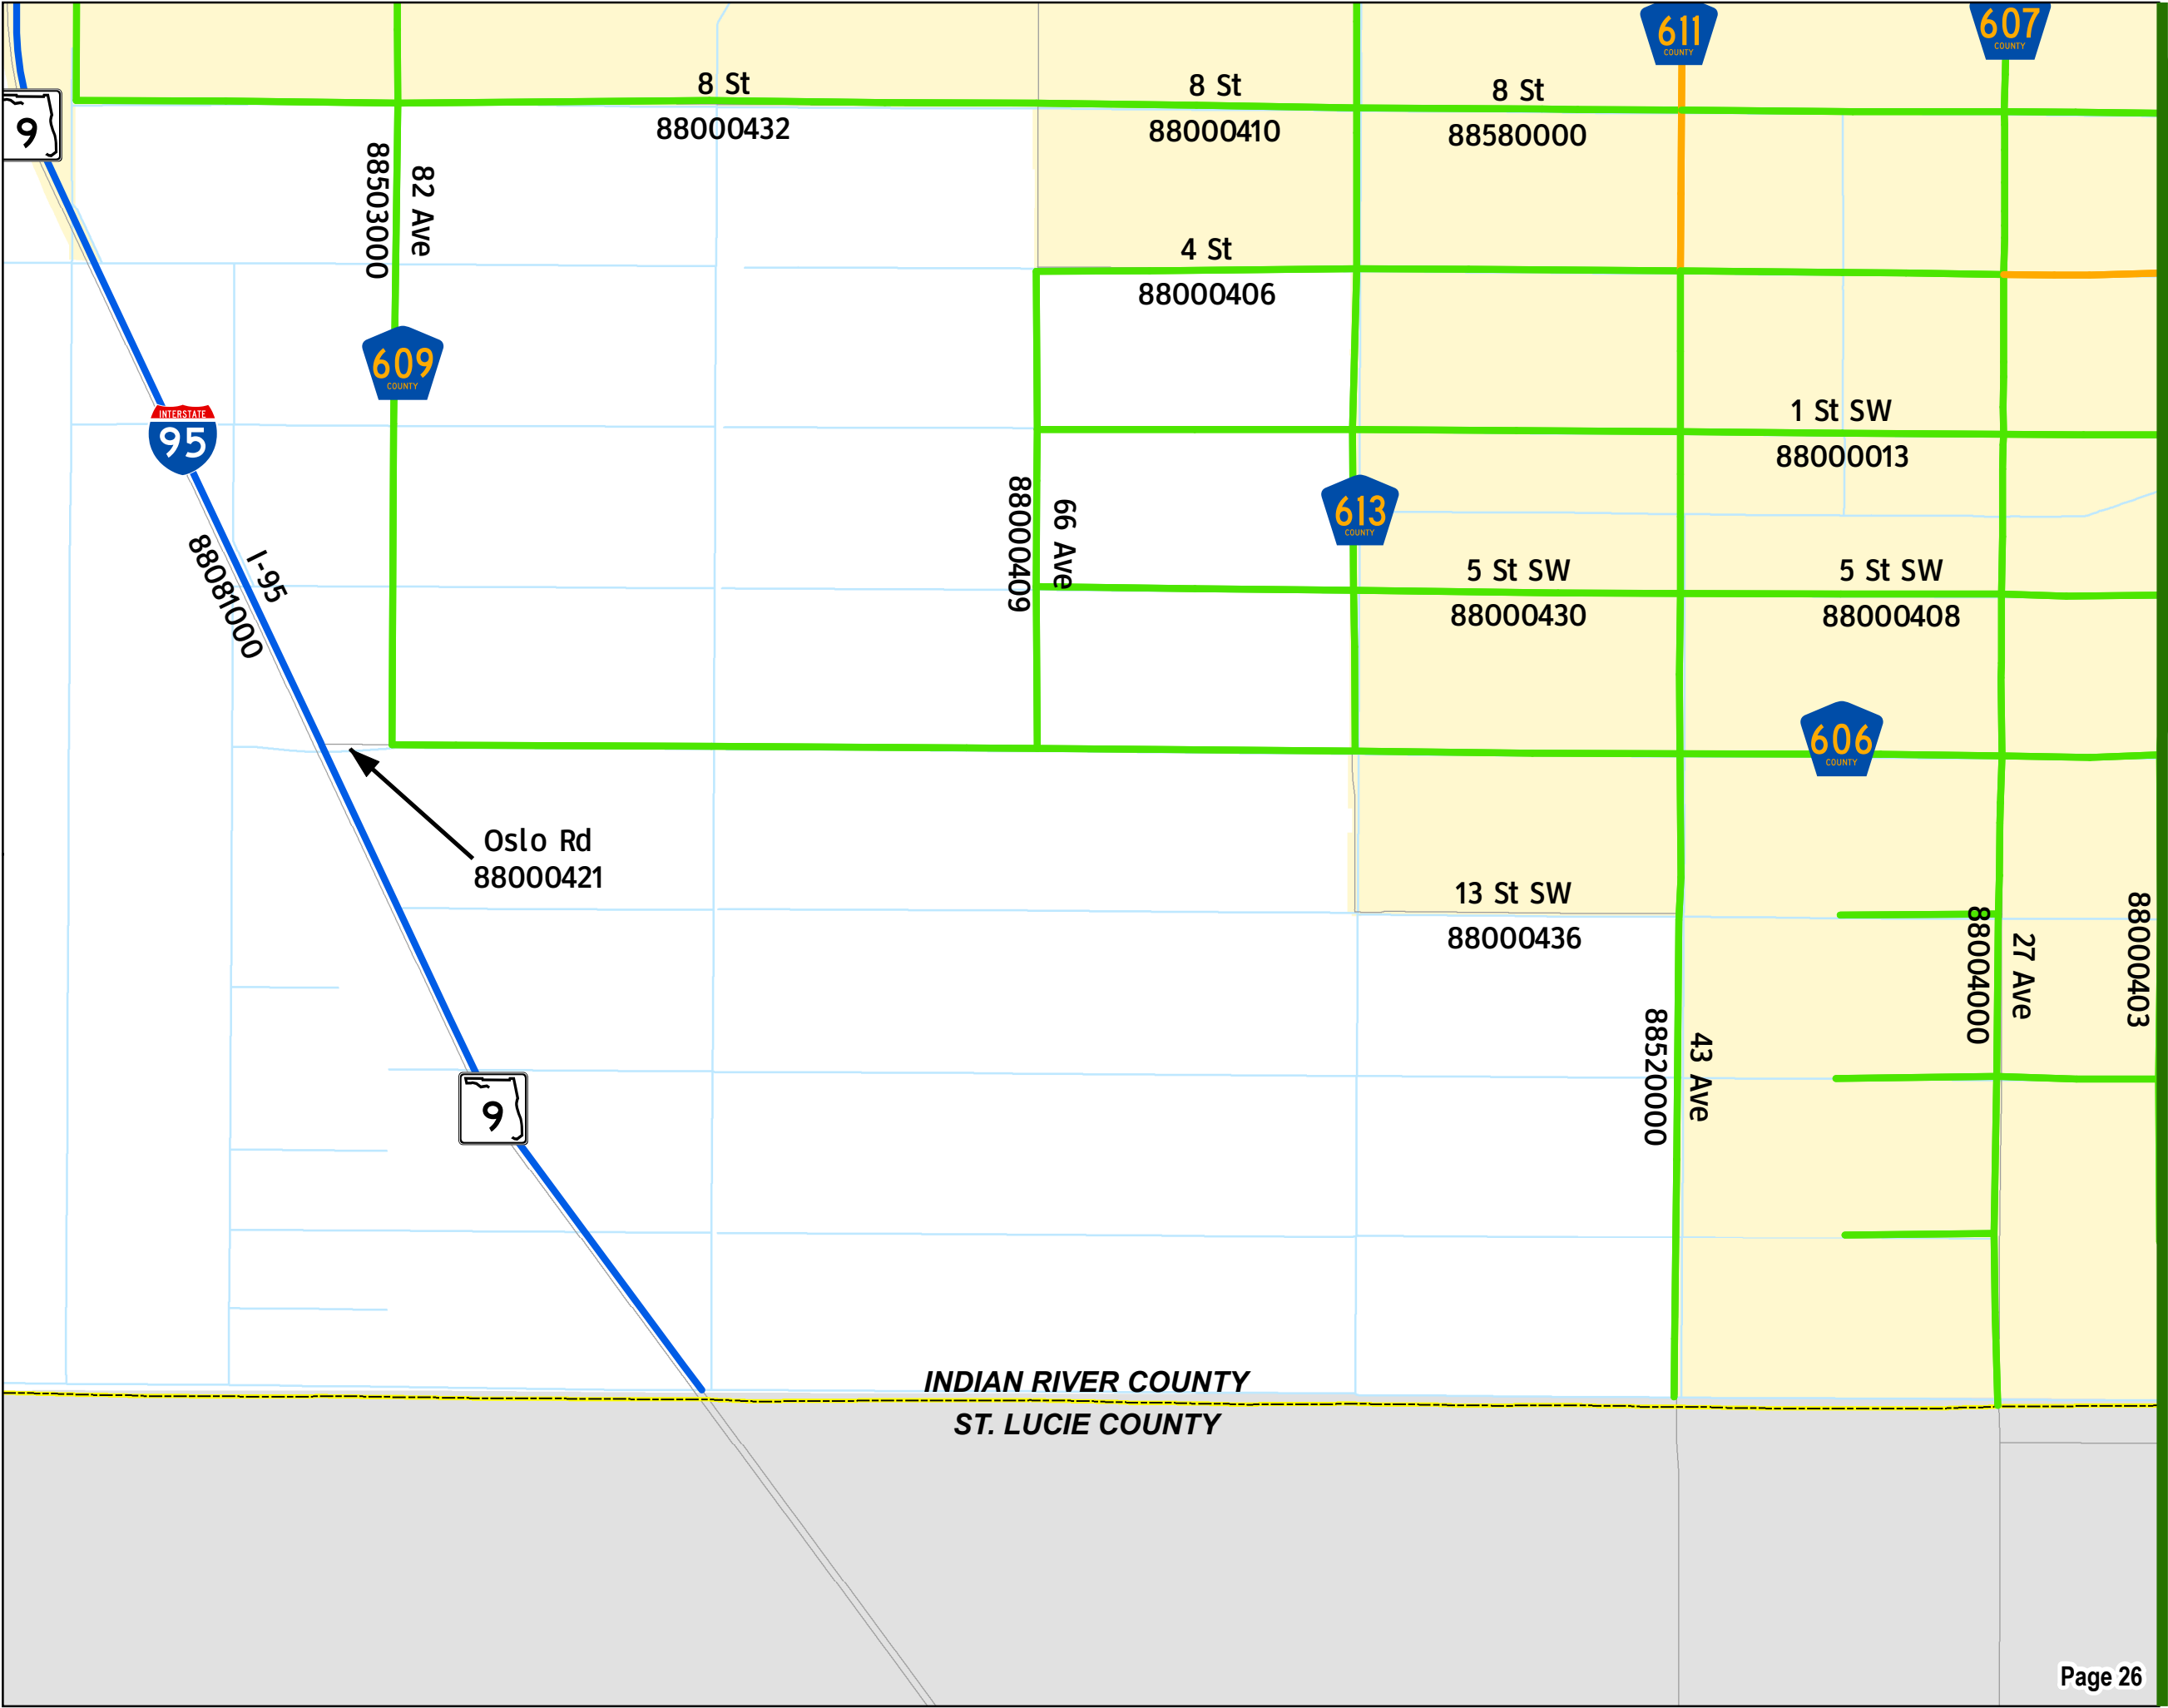 611
COUNTY
607
COUNTY
8 St
88000432
8 St
88000410
8 St
88580000
9
88503000
82 Ave
4 St
88000406
609
COUNTY
1 St SW
88000013
INTERSTATE
95
I-95
88081000
88000409
66 Ave
613
COUNTY
5 St SW
88000430
5 St SW
88000408
606
COUNTY
Oslo Rd
88000421
13 St SW
88000436
88004000
27 Ave
88000403
88520000
43 Ave
9
INDIAN RIVER COUNTY
ST. LUCIE COUNTY
Page 26